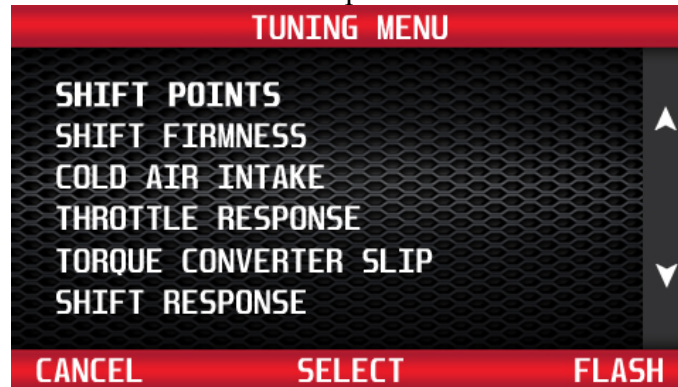 TUNING MENU
SHIFT POINTS
SHIFT FIRMNESS
COLD AIR INTAKE
THROTTLE RESPONSE
TORQUE CONVERTER SLIP
SHIFT RESPONSE
CANCEL SELECT FLASH